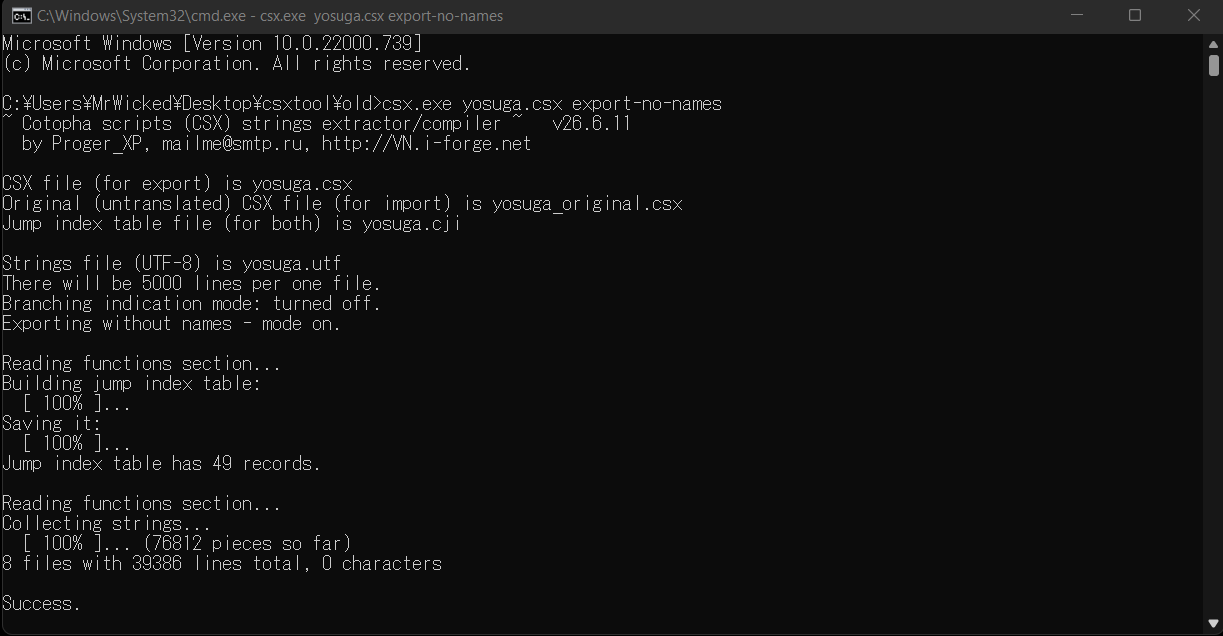 C:\Windows\System32\cmd.exe - csx.exe  yosuga.csx export-no-names
Microsoft Windows [Version 10.0.22000.739]
(c) Microsoft Corporation. All rights reserved.
C:¥Users¥MrWicked¥Desktop¥csxtool¥old>csx.exe yosuga.csx export-no-names
~ Cotopha scripts (CSX) strings extractor/compiler ~   v26.6.11
  by Proger_XP, mailme@smtp.ru, http://VN.i-forge.net
CSX file (for export) is yosuga.csx
Original (untranslated) CSX file (for import) is yosuga_original.csx
Jump index table file (for both) is yosuga.cji
Strings file (UTF-8) is yosuga.utf
There will be 5000 lines per one file.
Branching indication mode: turned off.
Exporting without names - mode on.
Reading functions section...
Building jump index table:
  [ 100% ]...
Saving it:
  [ 100% ]...
Jump index table has 49 records.
Reading functions section...
Collecting strings...
  [ 100% ]... (76812 pieces so far)
8 files with 39386 lines total, 0 characters
Success.